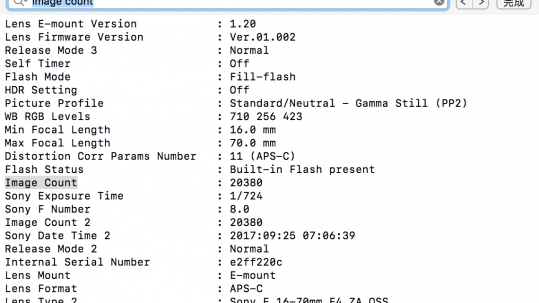 image count
完成
Lens E-mount Version : 1.20
Lens Firmware Version : Ver.01.002
Release Mode 3 : Normal
Self Timer : Off
Flash Mode : Fill-flash
HDR Setting : Off
Picture Profile : Standard/Neutral - Gamma Still (PP2)
WB RGB Levels : 710 256 423
Min Focal Length : 16.0 mm
Max Focal Length : 70.0 mm
Distortion Corr Params Number : 11 (APS-C)
Flash Status : Built-in Flash present
Image Count : 20380
Sony Exposure Time : 1/724
Sony F Number : 8.0
Image Count 2 : 20380
Sony Date Time 2 : 2017:09:25 07:06:39
Release Mode 2 : Normal
Internal Serial Number : e2ff220c
Lens Mount : E-mount
Lens Format : APS-C
Lens Type 2 : Sony E 16-70mm F4 ZA OSS